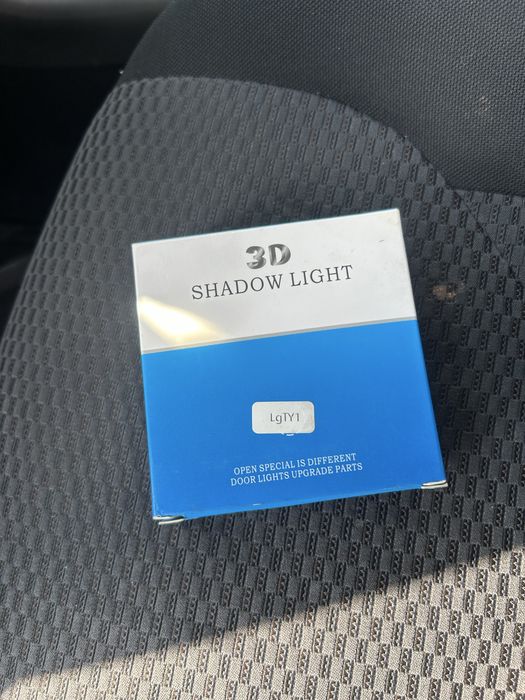 3D
SHADOW LIGHT
LgTY1
OPEN SPECIAL IS DIFFERENT
DOOR LIGHTS UPGRADE PARTS